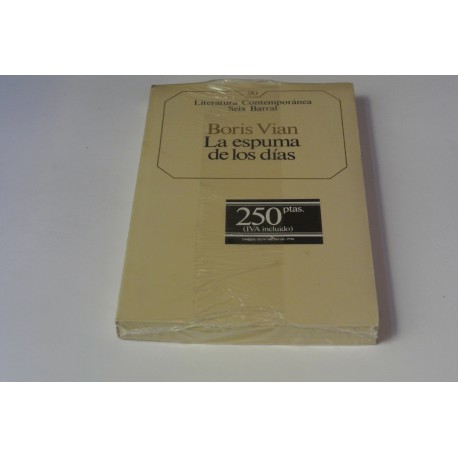 Literatura Contemporánea
Seix Barral
Boris Vian
La espuma
de los días
250 ptas.
(IVA incluido)